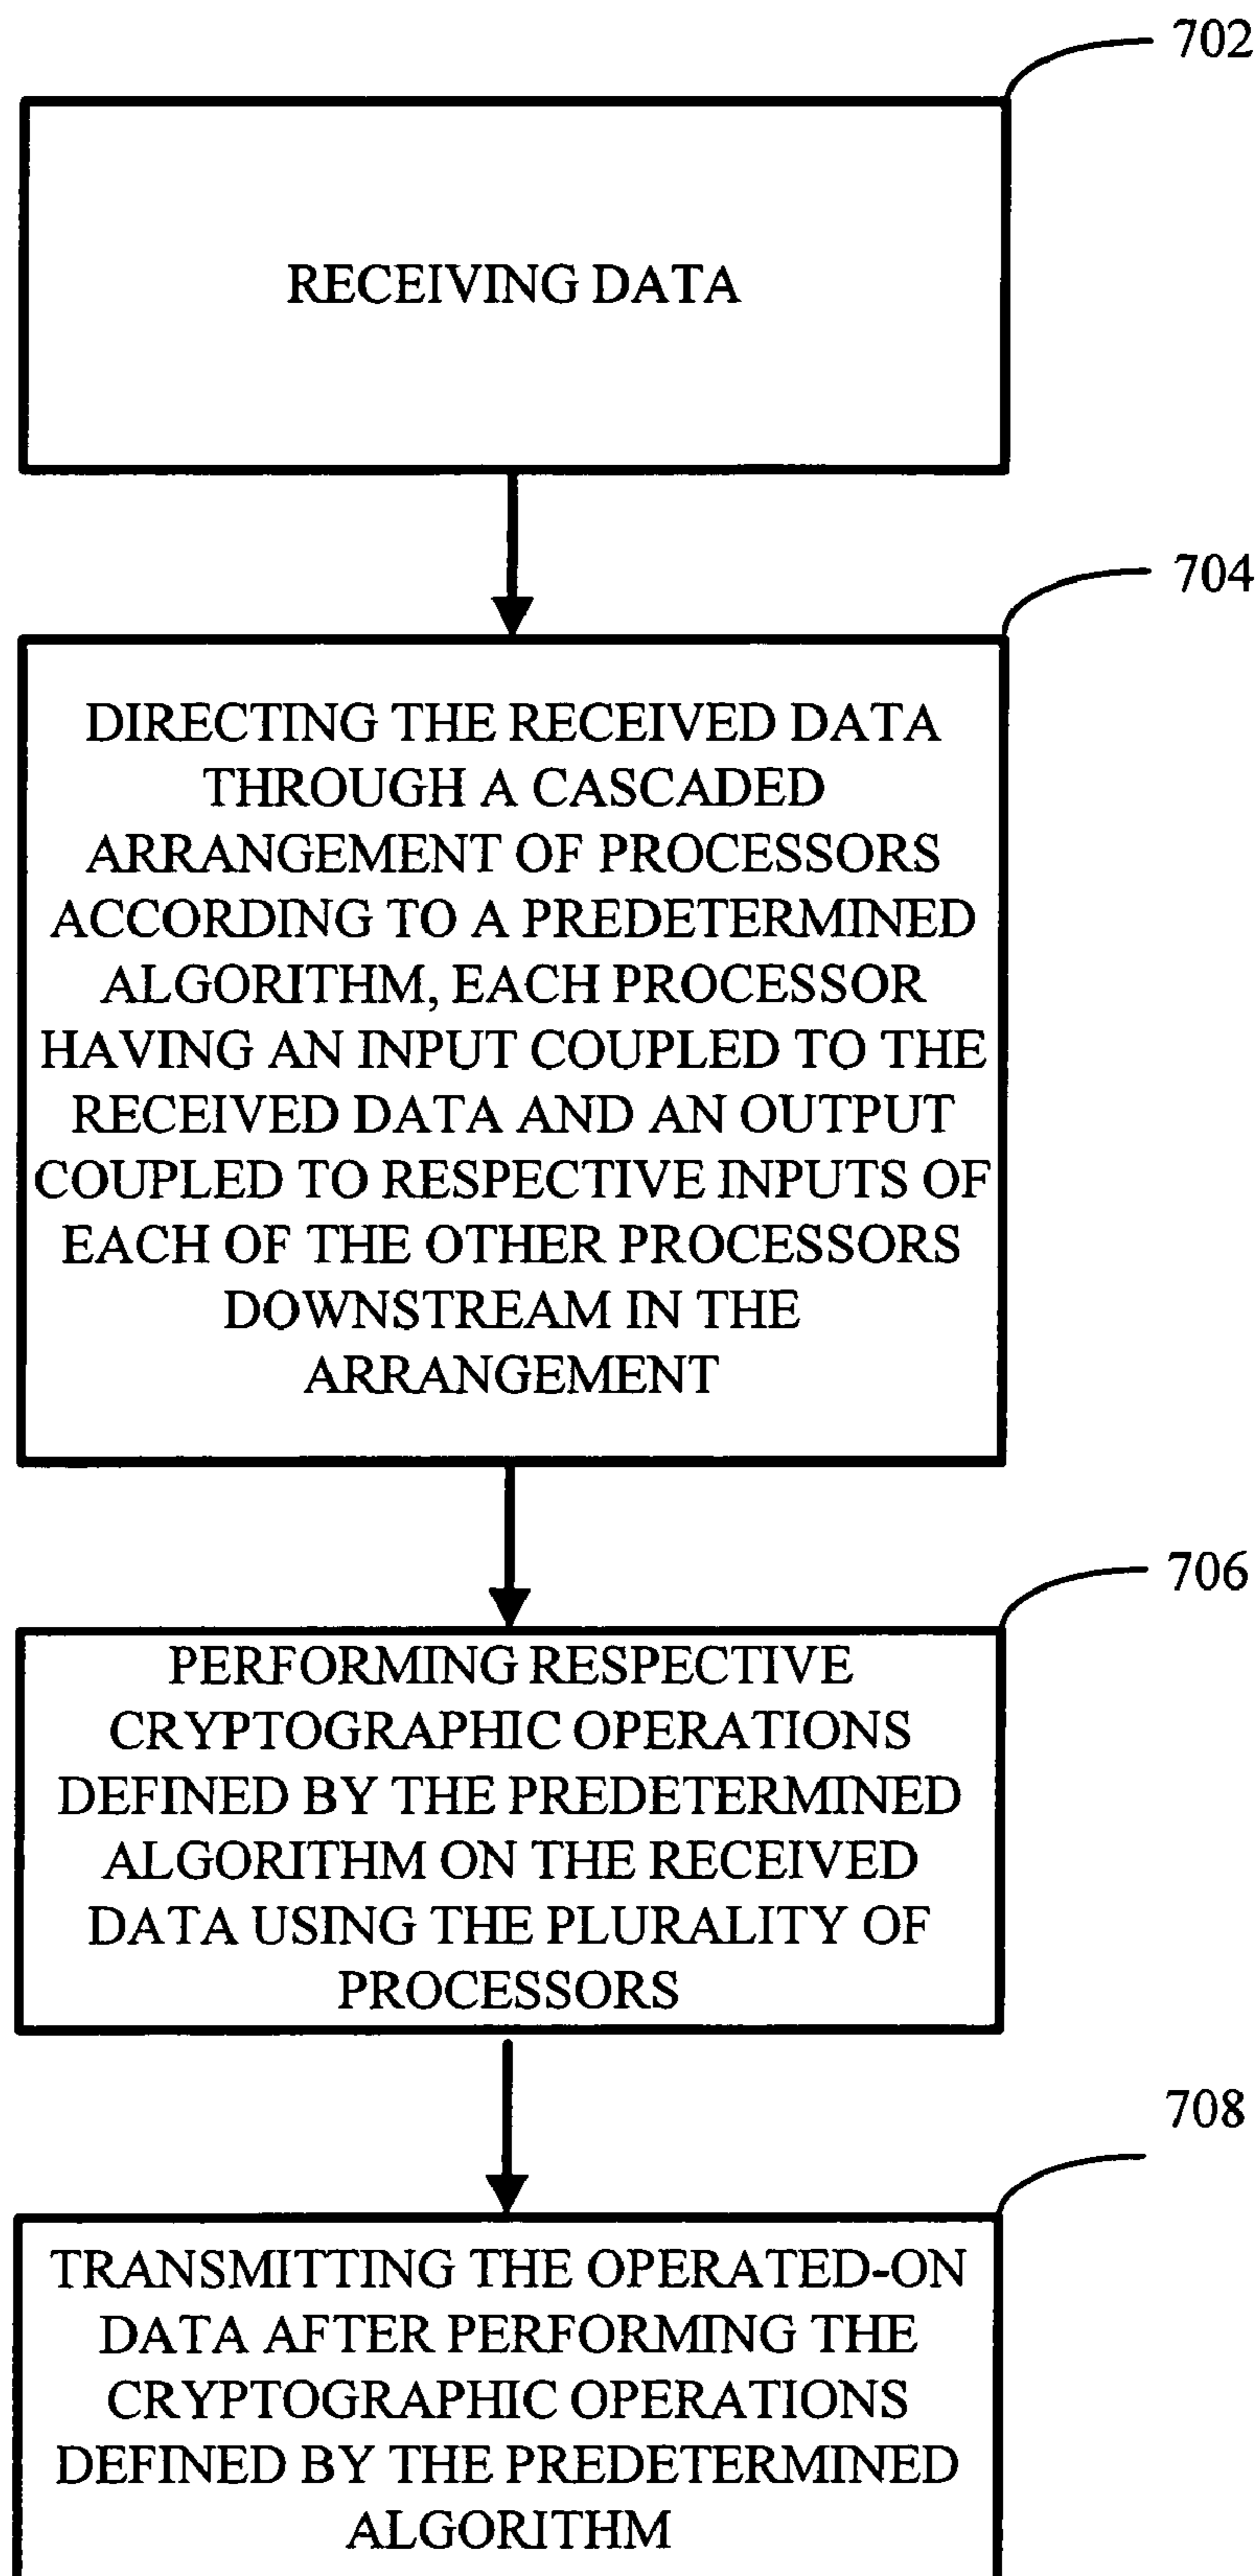 702
RECEIVING DATA
704
DIRECTING THE RECEIVED DATA
THROUGH A CASCADED
ARRANGEMENT OF PROCESSORS
ACCORDING TO A PREDETERMINED
ALGORITHM, EACH PROCESSOR
HAVING AN INPUT COUPLED TO THE
RECEIVED DATA AND AN OUTPUT
COUPLED TO RESPECTIVE INPUTS OF
EACH OF THE OTHER PROCESSORS
DOWNSTREAM IN THE
ARRANGEMENT
706
PERFORMING RESPECTIVE
CRYPTOGRAPHIC OPERATIONS
DEFINED BY THE PREDETERMINED
ALGORITHM ON THE RECEIVED
DATA USING THE PLURALITY OF
PROCESSORS
708
TRANSMITTING THE OPERATED-ON
DATA AFTER PERFORMING THE
CRYPTOGRAPHIC OPERATIONS
DEFINED BY THE PREDETERMINED
ALGORITHM